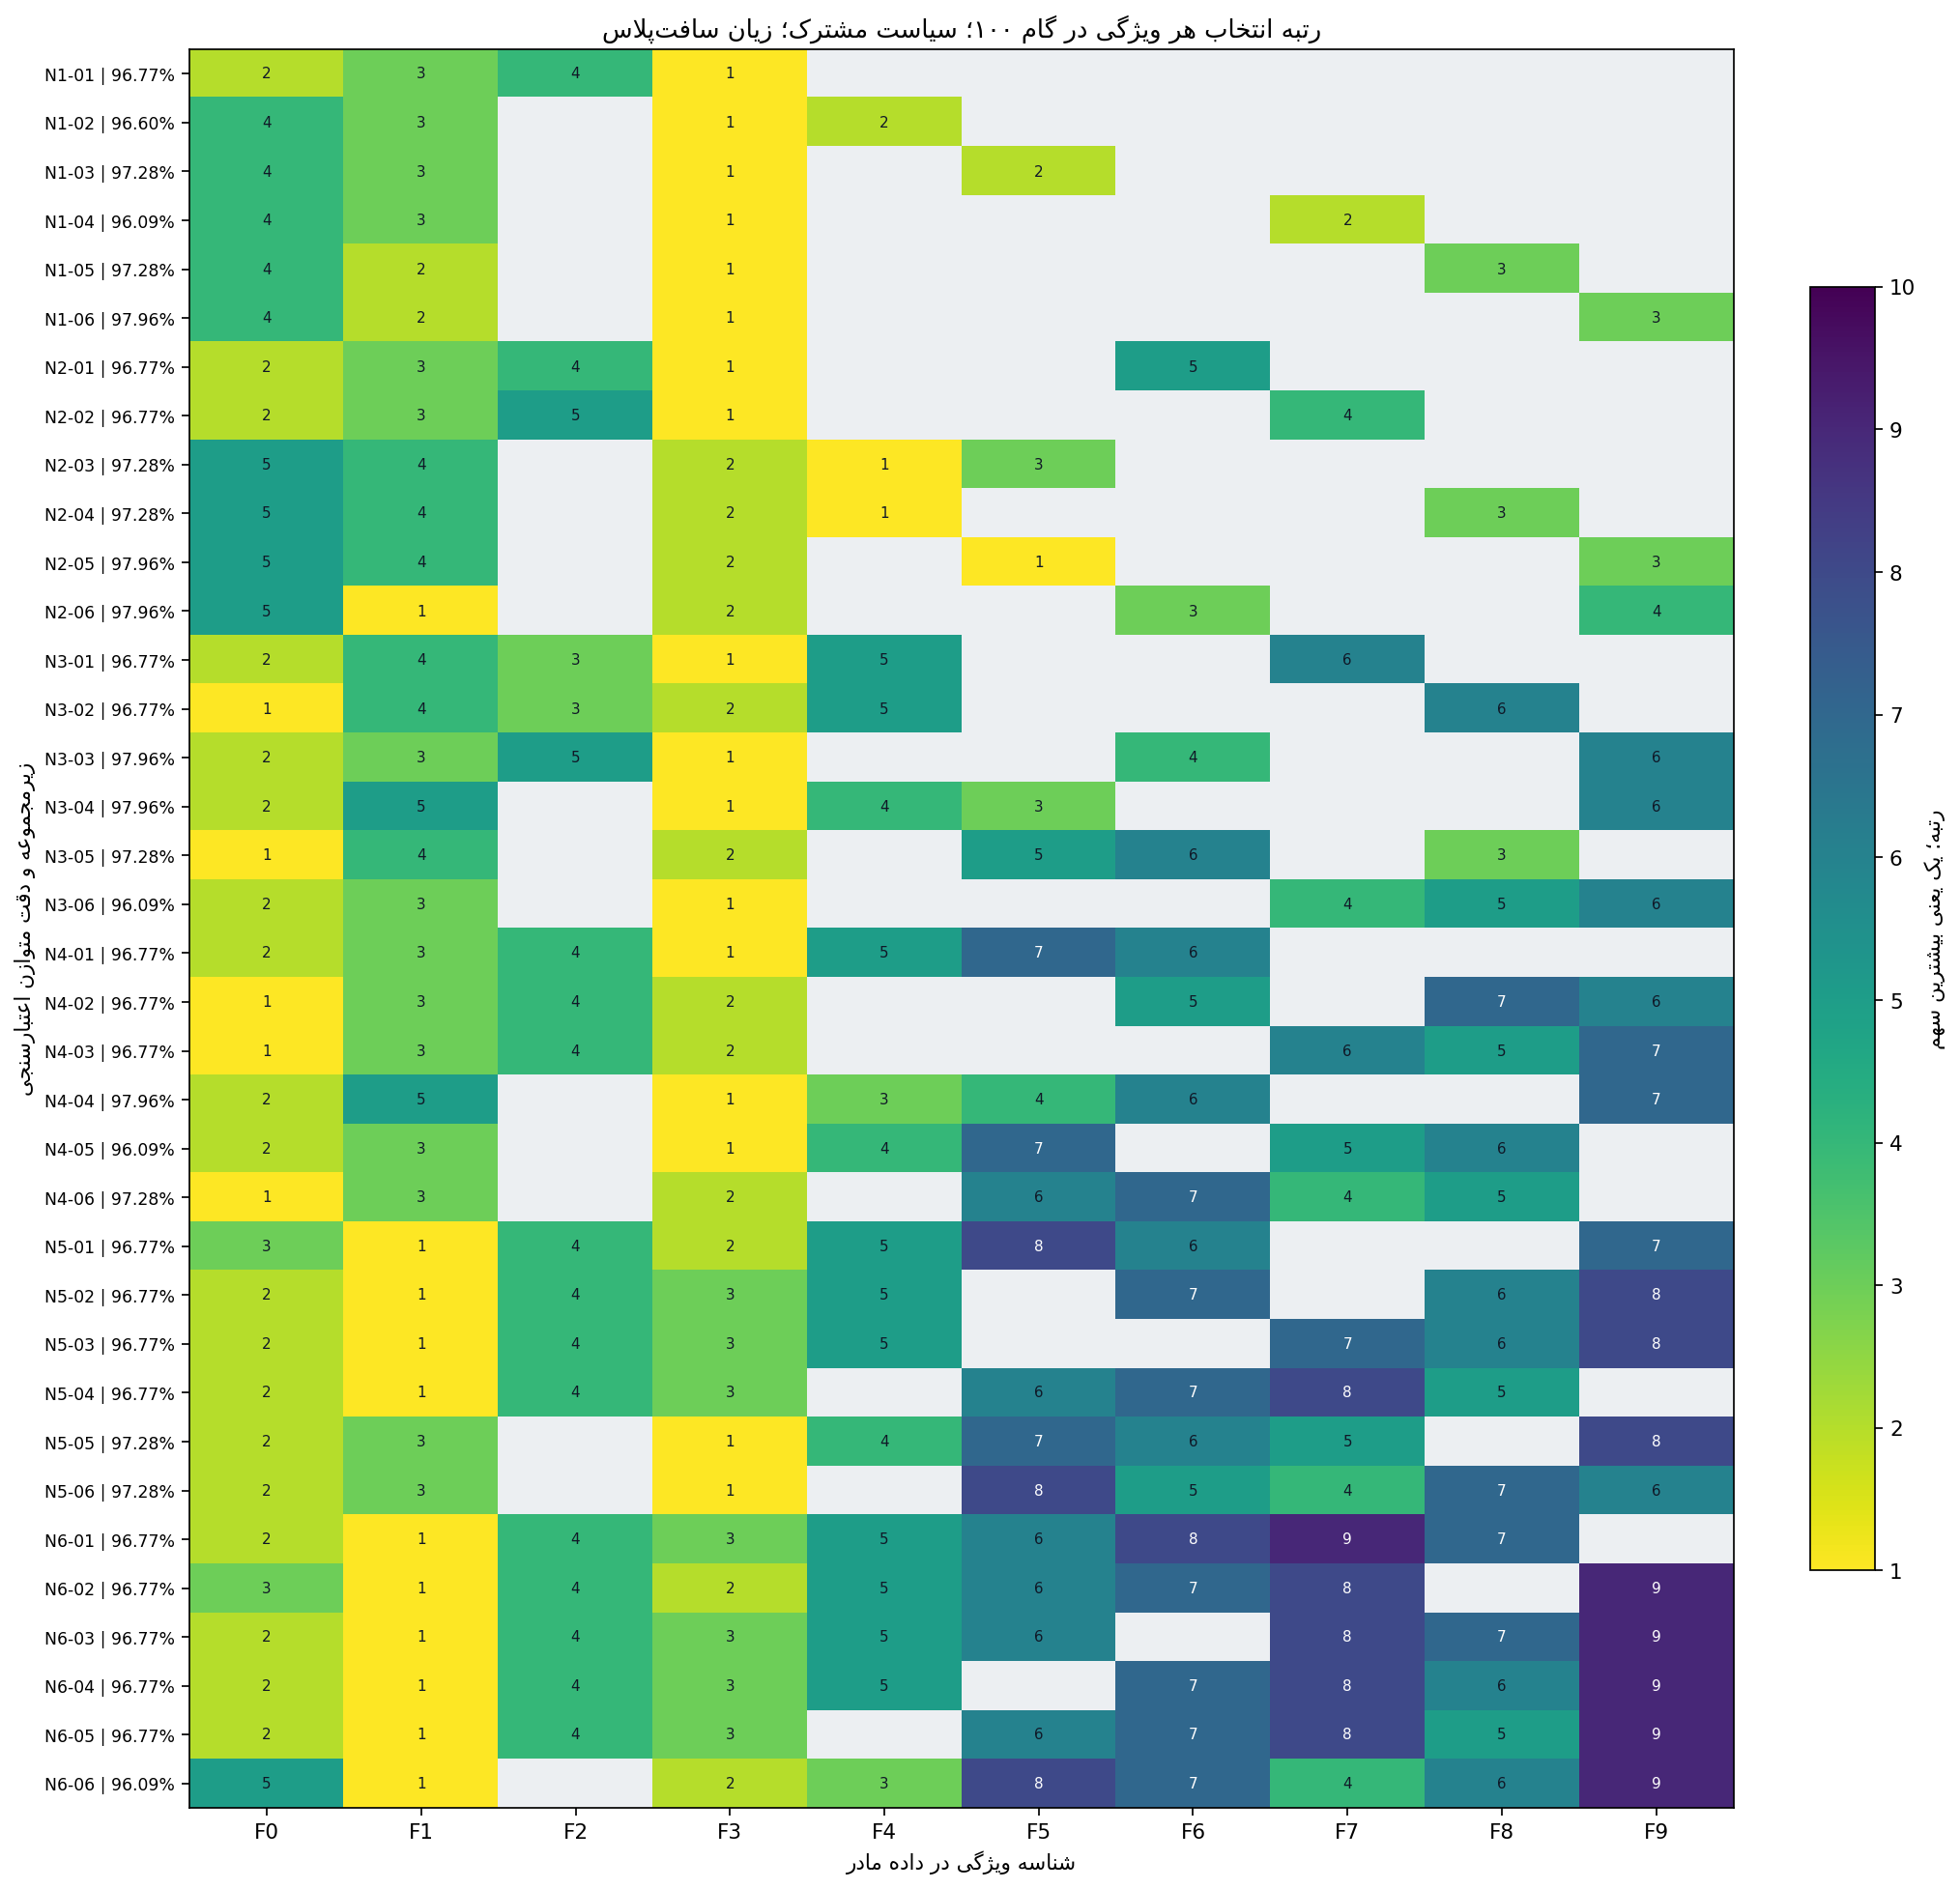 رتبه انتخاب هر ویژگی در گام ۱۰۰؛ سیاست مشترک؛ زیان سافت‌پلاس
N1-01 | 96.77% 2 3 4 1
N1-02 | 96.60% 4 3 1 2
N1-03 | 97.28% 4 3 1 2
N1-04 | 96.09% 4 3 1 2
N1-05 | 97.28% 4 2 1 3
N1-06 | 97.96% 4 2 1 3
N2-01 | 96.77% 2 3 4 1 5
N2-02 | 96.77% 2 3 5 1 4
N2-03 | 97.28% 5 4 2 1 3
N2-04 | 97.28% 5 4 2 1 3
N2-05 | 97.96% 5 4 2 1 3
N2-06 | 97.96% 5 1 2 3 4
N3-01 | 96.77% 2 4 3 1 5 6
N3-02 | 96.77% 1 4 3 2 5 6
N3-03 | 97.96% 2 3 5 1 4 6
N3-04 | 97.96% 2 5 1 4 3 6
N3-05 | 97.28% 1 4 2 5 6 3
N3-06 | 96.09% 2 3 1 4 5 6
N4-01 | 96.77% 2 3 4 1 5 7 6
N4-02 | 96.77% 1 3 4 2 5 7 6
N4-03 | 96.77% 1 3 4 2 6 5 7
N4-04 | 97.96% 2 5 1 3 4 6 7
N4-05 | 96.09% 2 3 1 4 7 5 6
N4-06 | 97.28% 1 3 2 6 7 4 5
N5-01 | 96.77% 3 1 4 2 5 8 6 7
N5-02 | 96.77% 2 1 4 3 5 7 6 8
N5-03 | 96.77% 2 1 4 3 5 7 6 8
N5-04 | 96.77% 2 1 4 3 6 7 8 5
N5-05 | 97.28% 2 3 1 4 7 6 5 8
N5-06 | 97.28% 2 3 1 8 5 4 7 6
N6-01 | 96.77% 2 1 4 3 5 6 8 9 7
N6-02 | 96.77% 3 1 4 2 5 6 7 8 9
N6-03 | 96.77% 2 1 4 3 5 6 8 7 9
N6-04 | 96.77% 2 1 4 3 5 7 8 6 9
N6-05 | 96.77% 2 1 4 3 6 7 8 5 9
N6-06 | 96.09% 5 1 2 3 8 7 4 6 9
F0 F1 F2 F3 F4 F5 F6 F7 F8 F9
شناسه ویژگی در داده مادر
زیرمجموعه و دقت متوازن اعتبارسنجی
10
9
8
7
6
5
4
3
2
1
رتبه؛ یک یعنی بیشترین سهم